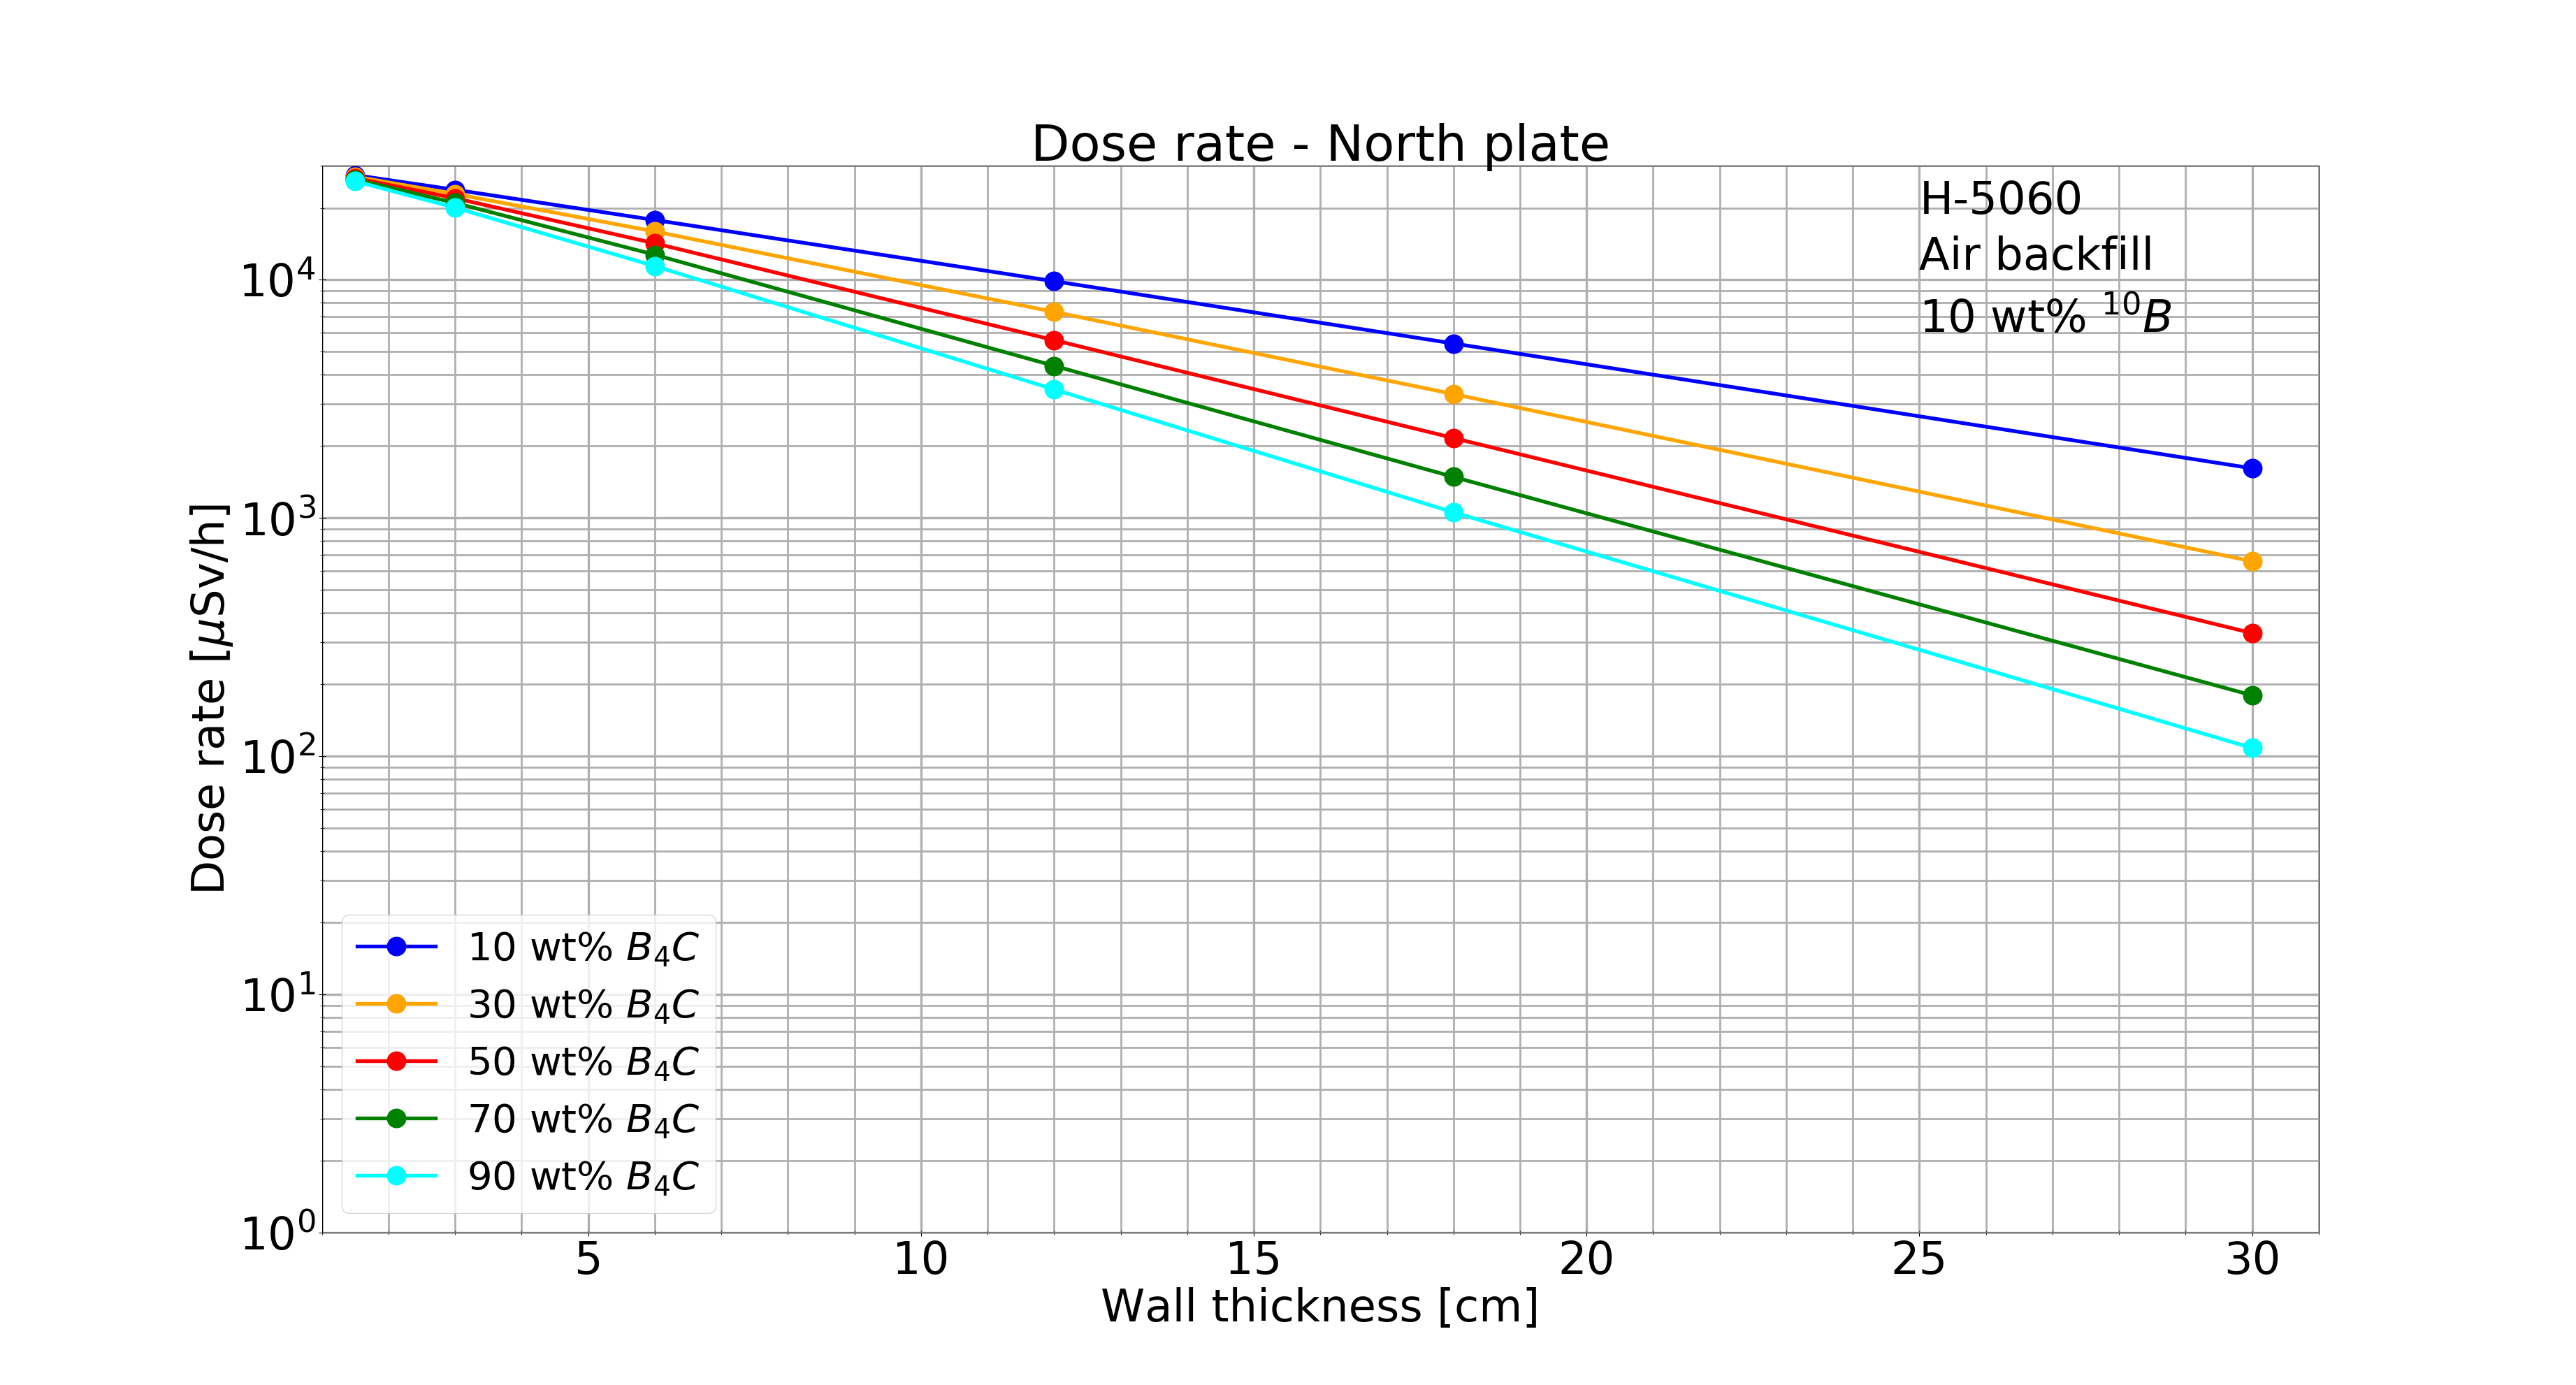 Dose rate - North plate
H-5060
Air backfill
10 wt% ¹⁰B
Dose rate [μSv/h]
10⁴
10³
10²
10¹
10⁰
10 wt% B₄C
30 wt% B₄C
50 wt% B₄C
70 wt% B₄C
90 wt% B₄C
5 10 15 20 25 30
Wall thickness [cm]